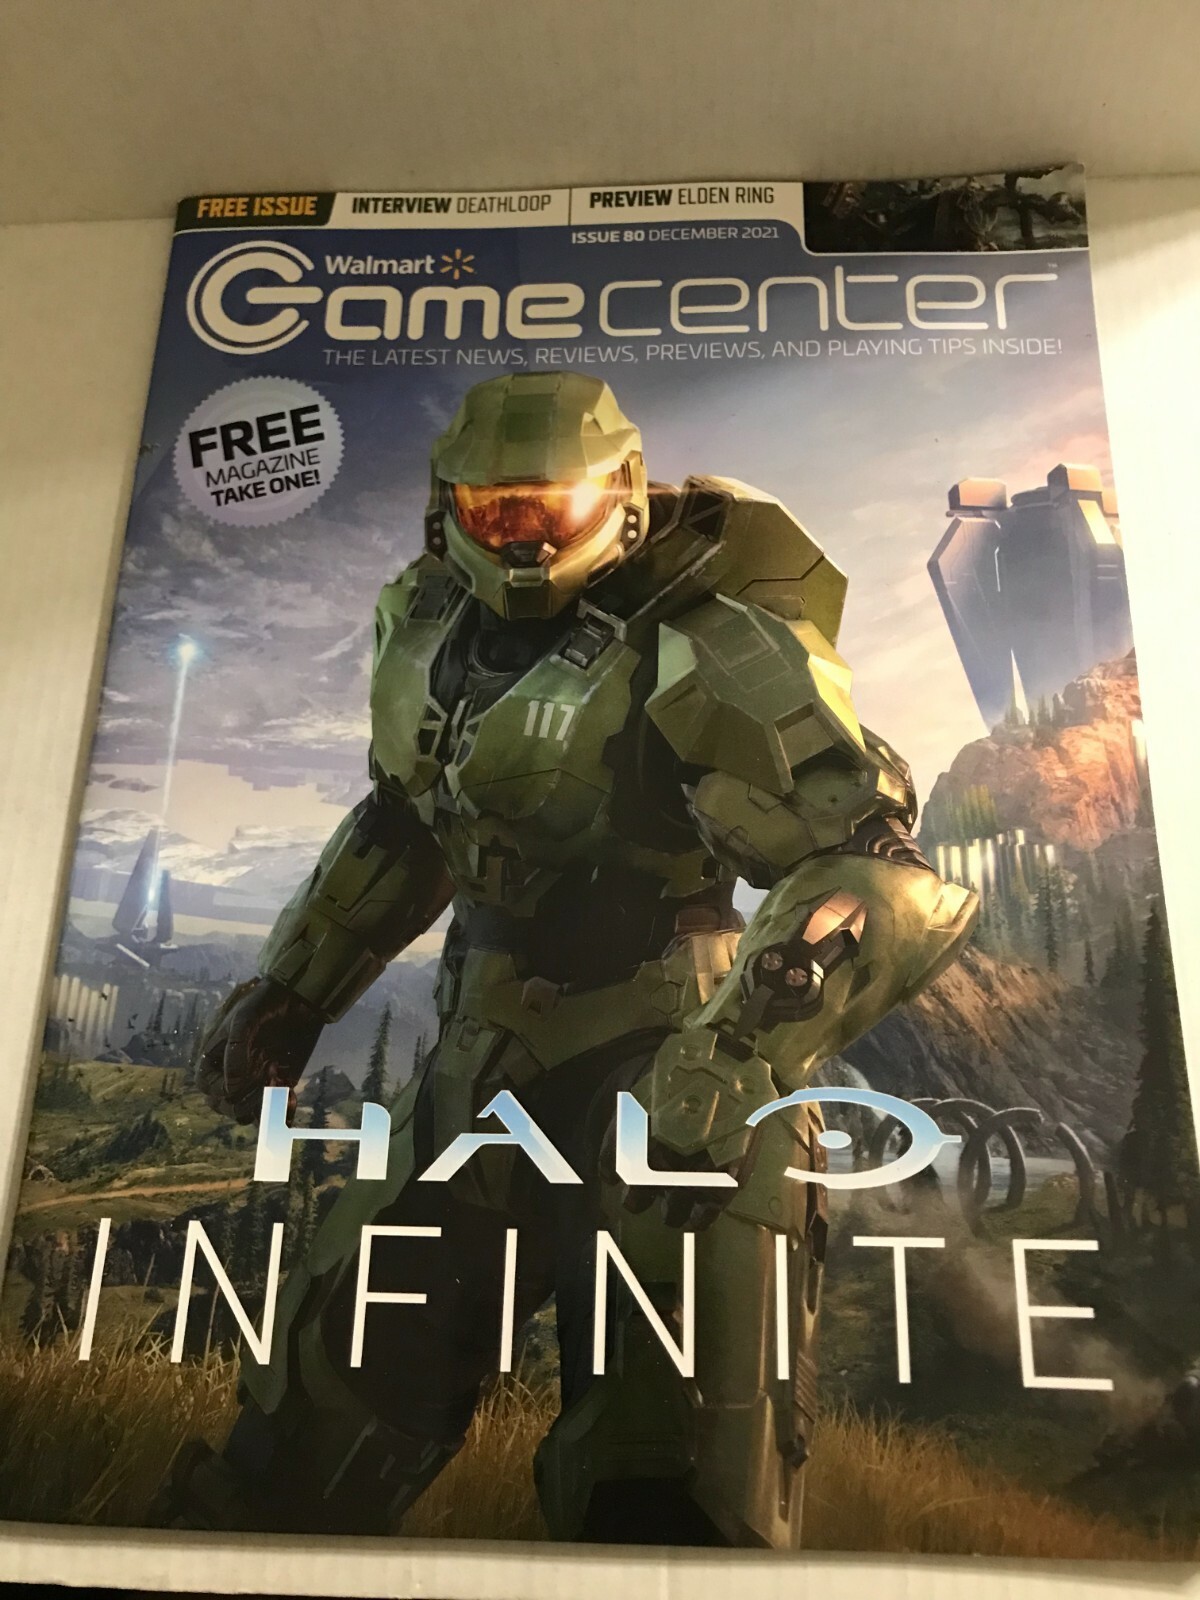 FREE ISSUE
INTERVIEW DEATHLOOP
PREVIEW ELDEN RING
ISSUE 80 DECEMBER 2021
Walmart
Gamecenter™
THE LATEST NEWS, REVIEWS, PREVIEWS, AND PLAYING TIPS INSIDE!
FREE
MAGAZINE
TAKE ONE!
117
HALO
INFINITE